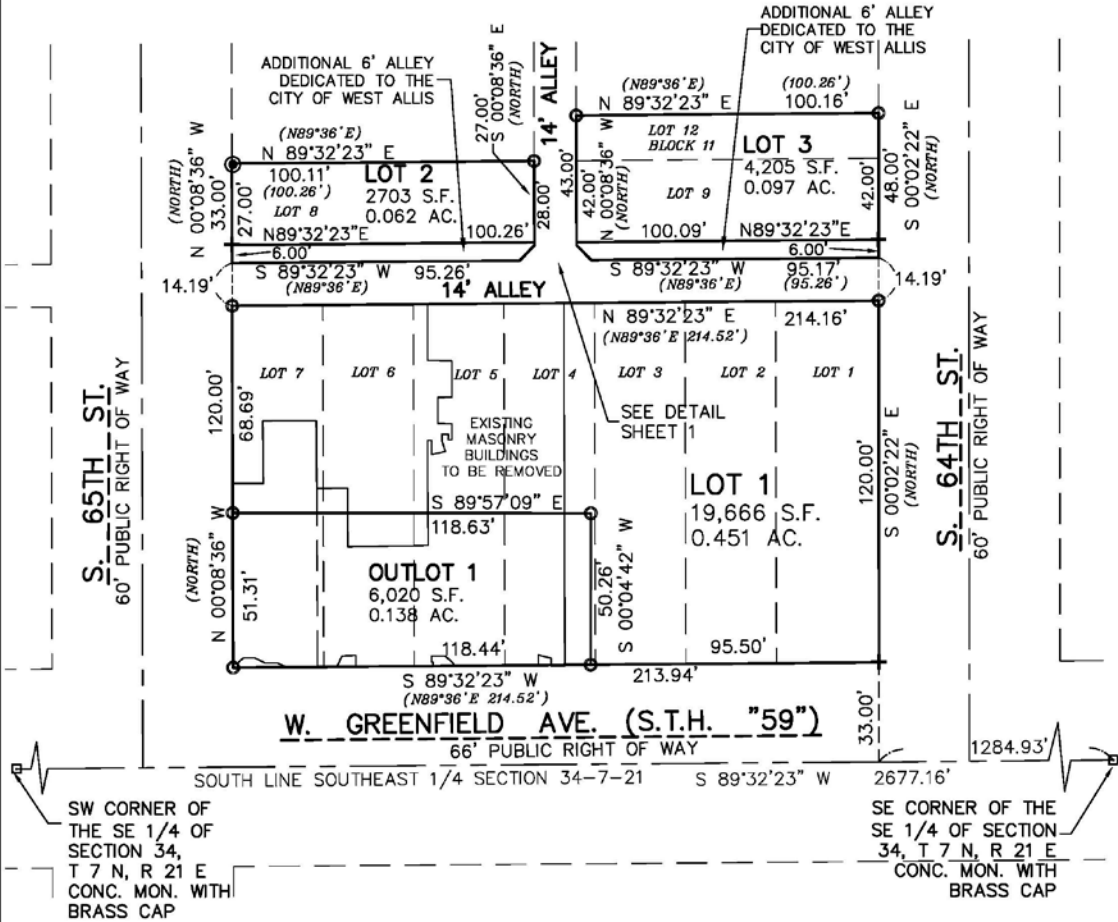 ADDITIONAL 6' ALLEY
DEDICATED TO THE
CITY OF WEST ALLIS
ADDITIONAL 6' ALLEY
DEDICATED TO THE
CITY OF WEST ALLIS
27.00'
S 00°08'36" E
(NORTH)
14' ALLEY
(N89°36'E)
N 89°32'23" E
100.11'
(100.26')
LOT 2
2703 S.F.
0.062 AC.
LOT 8
N89°32'23"E
100.26'
6.00'
S 89°32'23" W 95.26'
(N89°36'E)
(NORTH)
N 00°08'36" W
33.00'
27.00'
28.00'
43.00'
42.00'
N 00°08'36" W
(NORTH)
(N89°36'E) (100.26')
N 89°32'23" E 100.16'
LOT 12
BLOCK 11
LOT 3
4,205 S.F.
0.097 AC.
LOT 9
42.00'
48.00'
S 00°02'22" E
(NORTH)
100.09' N89°32'23"E
6.00'
S 89°32'23" W 95.17'
(N89°36'E) (95.26')
14.19'
14.19'
14' ALLEY
N 89°32'23" E
214.16'
(N89°36'E 214.52')
LOT 7
LOT 6
LOT 5
LOT 4
LOT 3
LOT 2
LOT 1
SEE DETAIL
SHEET 1
EXISTING
MASONRY
BUILDINGS
TO BE REMOVED
120.00'
68.69'
S 89°57'09" E
118.63'
LOT 1
19,666 S.F.
0.451 AC.
120.00'
S 00°02'22" E
(NORTH)
S. 65TH ST.
60' PUBLIC RIGHT OF WAY
S. 64TH ST.
60' PUBLIC RIGHT OF WAY
(NORTH)
N 00°08'36" W
51.31'
OUTLOT 1
6,020 S.F.
0.138 AC.
50.26'
S 00°04'42" W
118.44'
95.50'
S 89°32'23" W
213.94'
(N89°36'E 214.52')
W. GREENFIELD AVE. (S.T.H. "59")
66' PUBLIC RIGHT OF WAY
33.00'
1284.93'
SOUTH LINE SOUTHEAST 1/4 SECTION 34-7-21 S 89°32'23" W 2677.16'
SW CORNER OF
THE SE 1/4 OF
SECTION 34,
T 7 N, R 21 E
CONC. MON. WITH
BRASS CAP
SE CORNER OF THE
SE 1/4 OF SECTION
34, T 7 N, R 21 E
CONC. MON. WITH
BRASS CAP